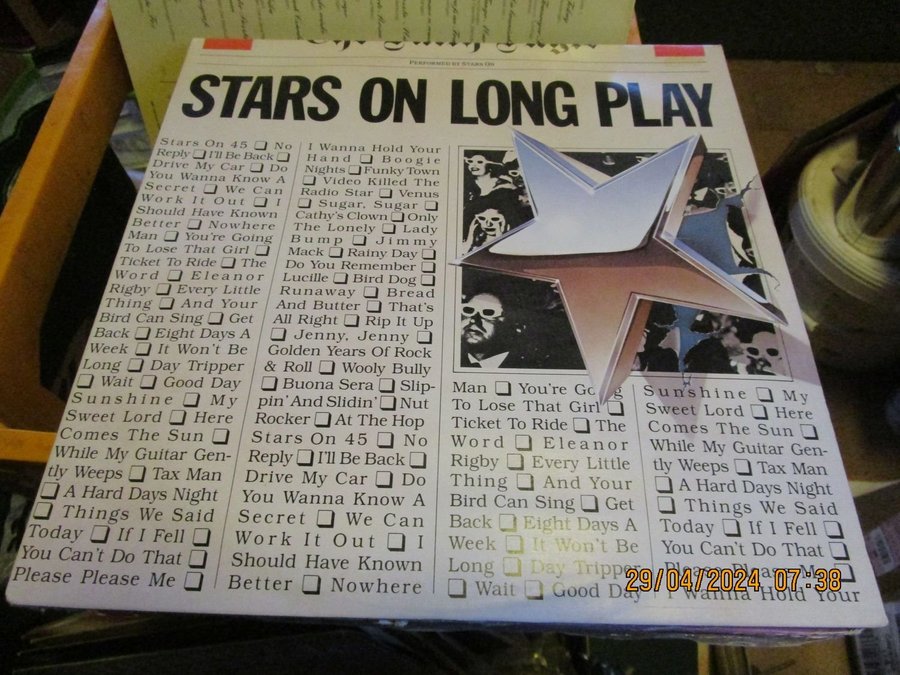 PERFORMED BY STARS ON
STARS ON LONG PLAY
Stars On 45 ❏ No
Reply ❏ I'll Be Back ❏
Drive My Car ❏ Do
You Wanna Know A
Secret ❏ We Can
Work It Out ❏ I
Should Have Known
Better ❏ Nowhere
Man ❏ You're Going
To Lose That Girl ❏
Ticket To Ride ❏ The
Word ❏ Eleanor
Rigby ❏ Every Little
Thing ❏ And Your
Bird Can Sing ❏ Get
Back ❏ Eight Days A
Week ❏ It Won't Be
Long ❏ Day Tripper
❏ Wait ❏ Good Day
Sunshine ❏ My
Sweet Lord ❏ Here
Comes The Sun ❏
While My Guitar Gen-
tly Weeps ❏ Tax Man
❏ A Hard Days Night
❏ Things We Said
Today ❏ If I Fell ❏
You Can't Do That ❏
Please Please Me ❏
I Wanna Hold Your
Hand ❏ Boogie
Nights ❏ Funky Town
❏ Video Killed The
Radio Star ❏ Venus
❏ Sugar, Sugar ❏
Cathy's Clown ❏ Only
The Lonely ❏ Lady
Bump ❏ Jimmy
Mack ❏ Rainy Day ❏
Do You Remember ❏
Lucille ❏ Bird Dog ❏
Runaway ❏ Bread
And Butter ❏ That's
All Right ❏ Rip It Up
❏ Jenny, Jenny ❏
Golden Years Of Rock
& Roll ❏ Wooly Bully
❏ Buona Sera ❏ Slip-
pin' And Slidin' ❏ Nut
Rocker ❏ At The Hop
Stars On 45 ❏ No
Reply ❏ I'll Be Back ❏
Drive My Car ❏ Do
You Wanna Know A
Secret ❏ We Can
Work It Out ❏ I
Should Have Known
Better ❏ Nowhere
Man ❏ You're Going
To Lose That Girl ❏
Ticket To Ride ❏ The
Word ❏ Eleanor
Rigby ❏ Every Little
Thing ❏ And Your
Bird Can Sing ❏ Get
Back ❏ Eight Days A
Week ❏ It Won't Be
Long ❏ Day Tripper
❏ Wait ❏ Good Day
Sunshine ❏ My
Sweet Lord ❏ Here
Comes The Sun ❏
While My Guitar Gen-
tly Weeps ❏ Tax Man
❏ A Hard Days Night
❏ Things We Said
Today ❏ If I Fell ❏
You Can't Do That ❏
Please Please Me ❏
Wanna Hold Your
29/04/2024 07:38